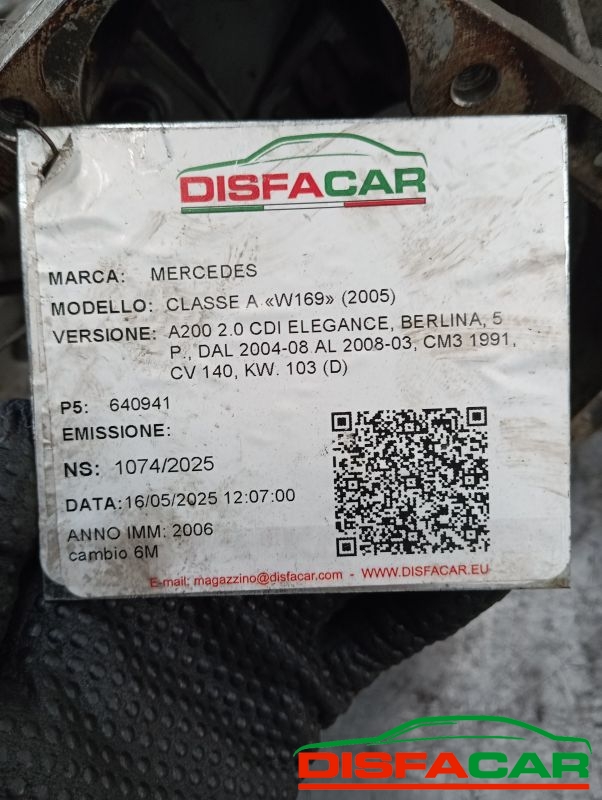 DISFACAR
MARCA: MERCEDES
MODELLO: CLASSE A «W169» (2005)
VERSIONE: A200 2.0 CDI ELEGANCE, BERLINA, 5
P., DAL 2004-08 AL 2008-03, CM3 1991,
CV 140, KW. 103 (D)
P5: 640941
EMISSIONE:
NS: 1074/2025
DATA:16/05/2025 12:07:00
ANNO IMM: 2006
cambio 6M
E-mail: magazzino@disfacar.com - WWW.DISFACAR.EU
DISFACAR